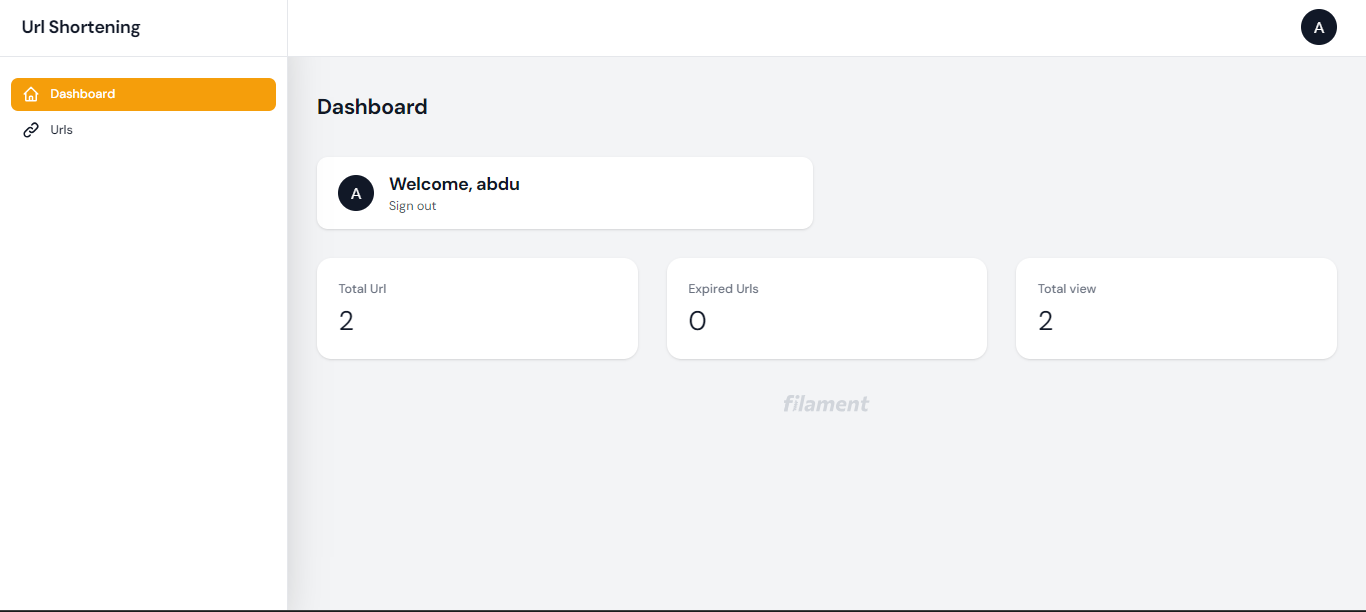 Url Shortening
A
Dashboard
Urls
Dashboard
A
Welcome, abdu
Sign out
Total Url
2
Expired Urls
0
Total view
2
filament